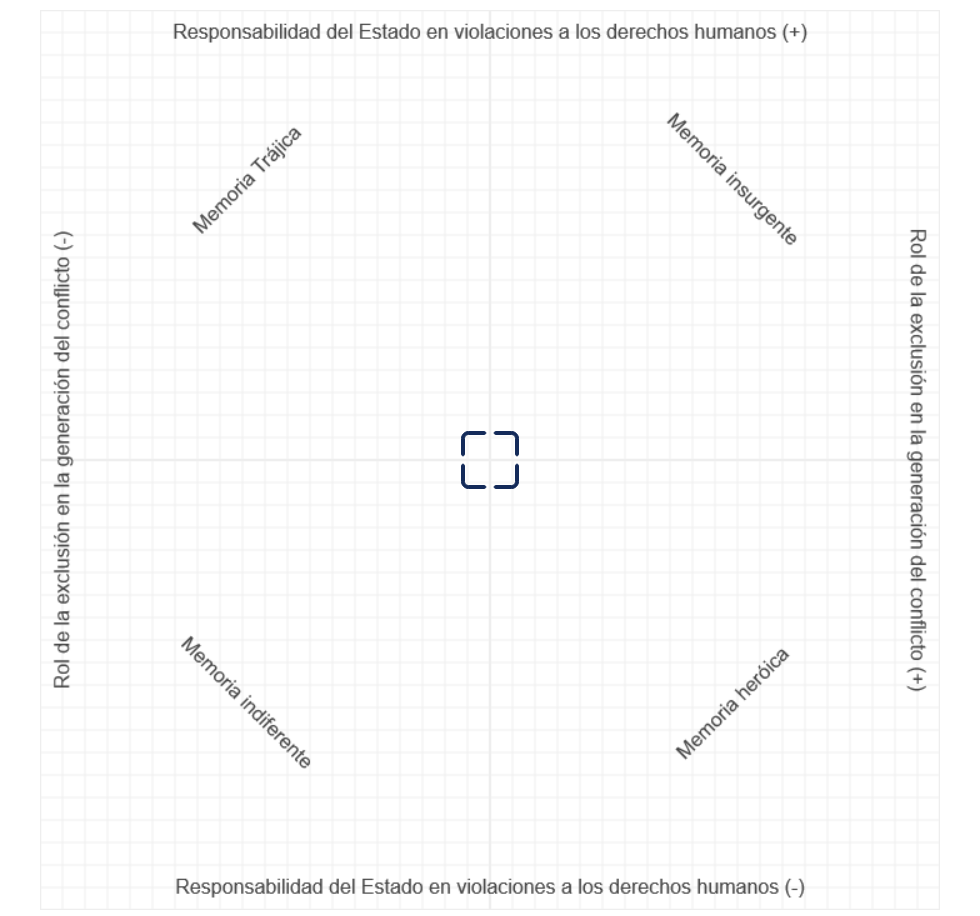 Responsabilidad del Estado en violaciones a los derechos humanos (+)
Memoria Trájica
Memoria insurgente
Rol de la exclusión en la generación del conflicto (-)
Rol de la exclusión en la generación del conflicto (+)
Memoria indiferente
Memoria heróica
Responsabilidad del Estado en violaciones a los derechos humanos (-)